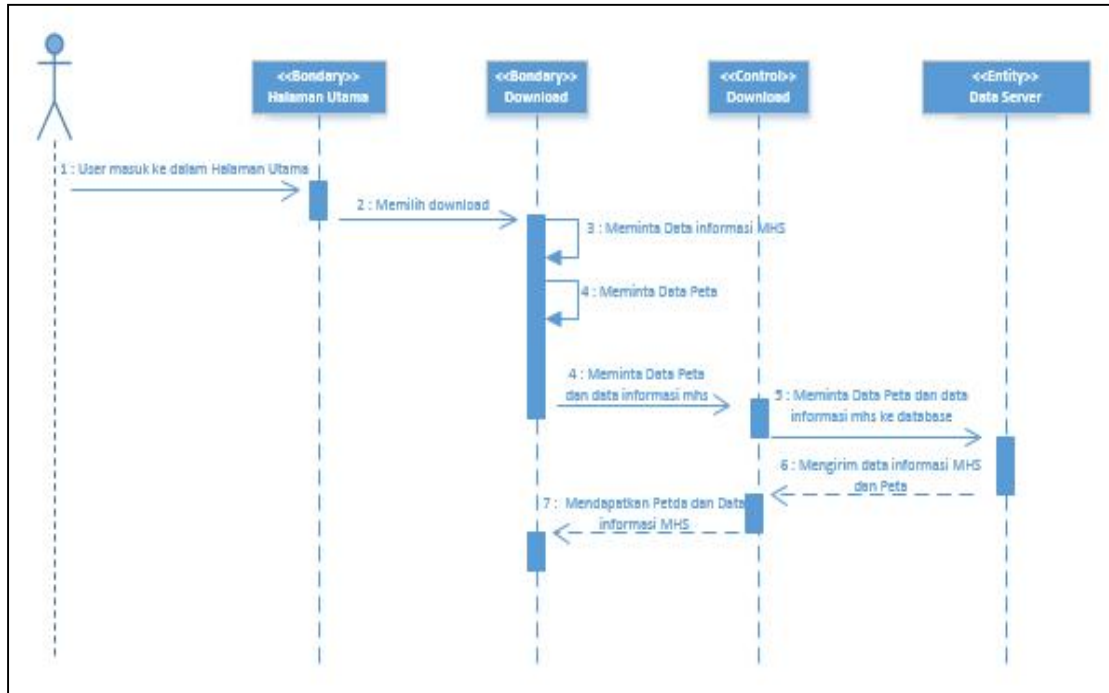 <<Bondary>>
Halaman Utama
<<Bondary>>
Download
<<Control>>
Download
<<Entity>>
Data Server
1 : User masuk ke dalam Halaman Utama
2 : Memilih download
3 : Meminta Data informasi MHS
4 : Meminta Data Peta
4 : Meminta Data Peta
dan data informasi mhs
5 : Meminta Data Peta dan data
informasi mhs ke database
6 : Mengirim data informasi MHS
dan Peta
7 : Mendapatkan Petda dan Data
informasi MHS